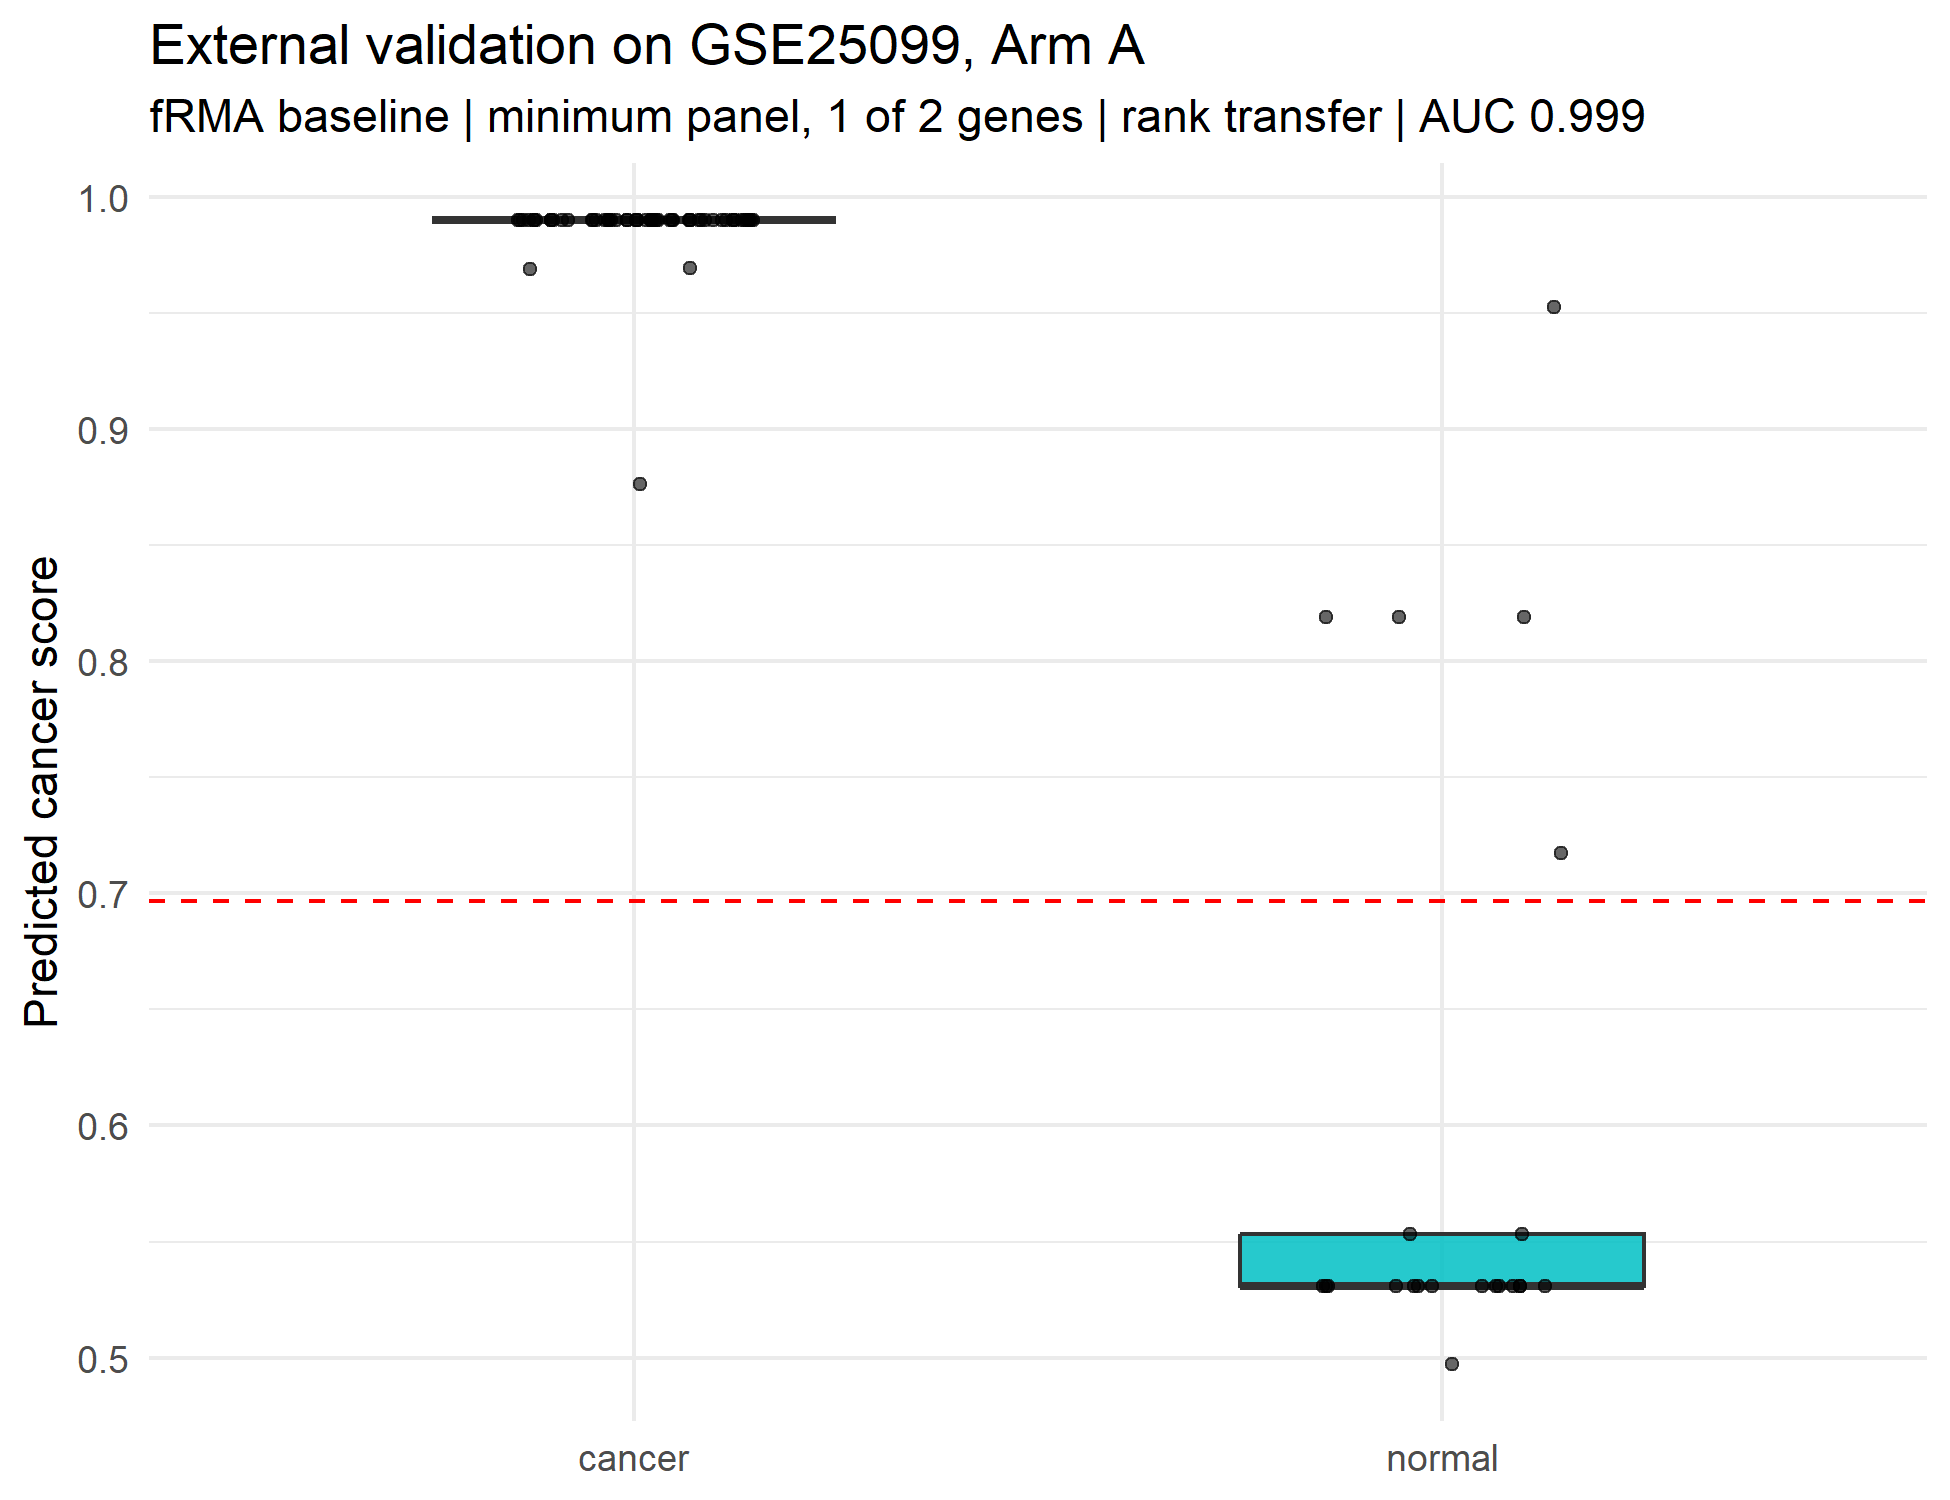 External validation on GSE25099, Arm A
fRMA baseline | minimum panel, 1 of 2 genes | rank transfer | AUC 0.999
Predicted cancer score
1.0
0.9
0.8
0.7
0.6
0.5
cancer
normal